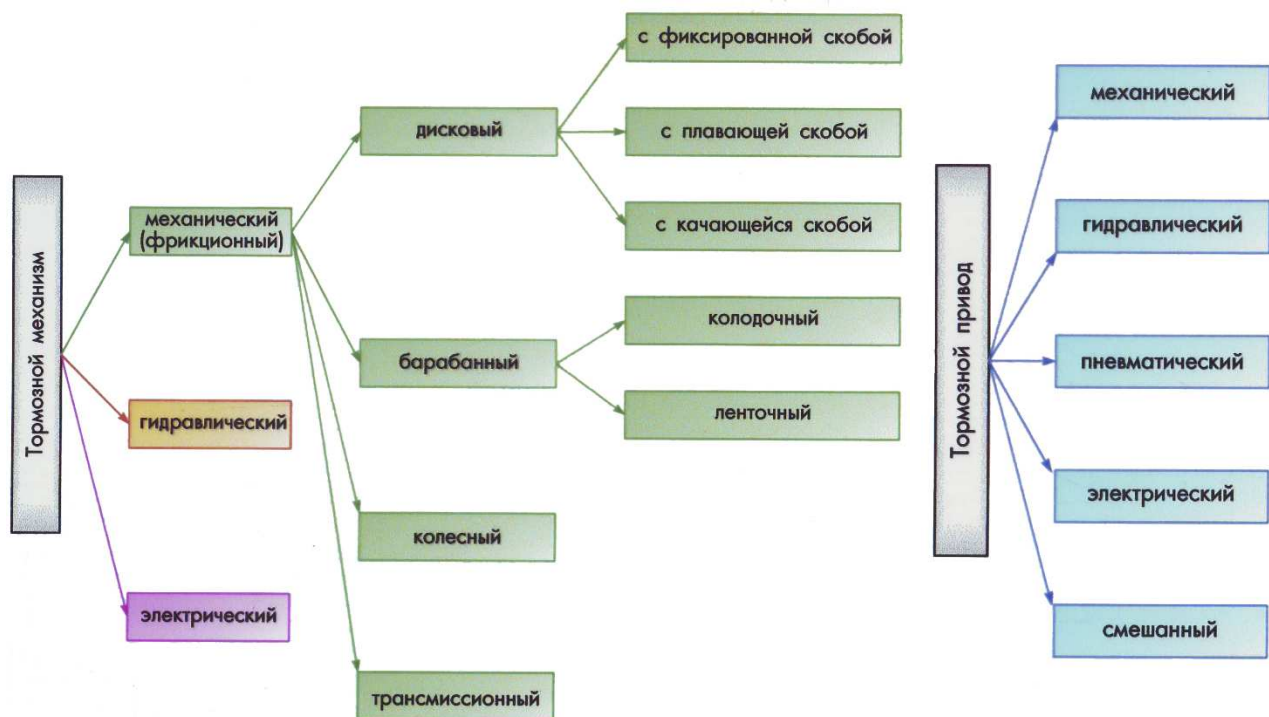 Тормозной механизм
механический
(фрикционный)
гидравлический
электрический
дисковый
барабанный
колесный
трансмиссионный
с фиксированной скобой
с плавающей скобой
с качающейся скобой
колодочный
ленточный
Тормозной привод
механический
гидравлический
пневматический
электрический
смешанный